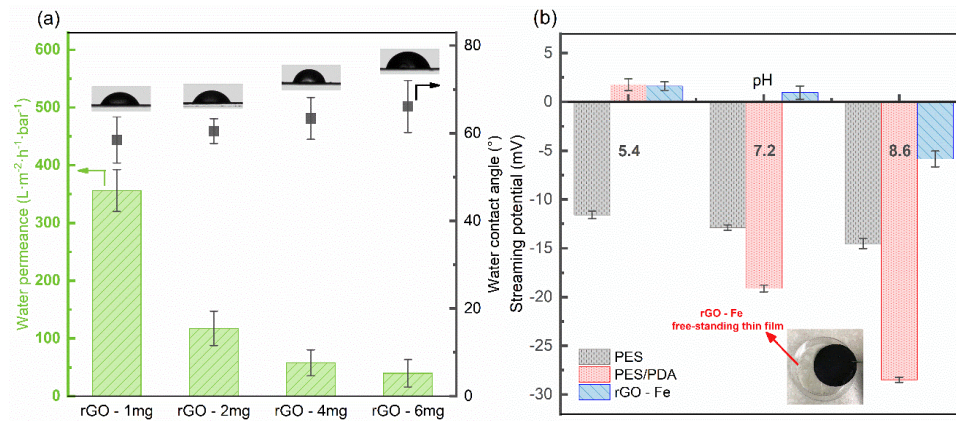 (a)
600
500
400
300
200
100
0
Water permeance (L·m⁻²·h⁻¹·bar⁻¹)
80
60
40
20
0
Water contact angle (°)
rGO - 1mg
rGO - 2mg
rGO - 4mg
rGO - 6mg
(b)
5
0
-5
-10
-15
-20
-25
-30
Streaming potential (mV)
pH
5.4
7.2
8.6
rGO - Fe
free-standing thin film
PES
PES/PDA
rGO - Fe